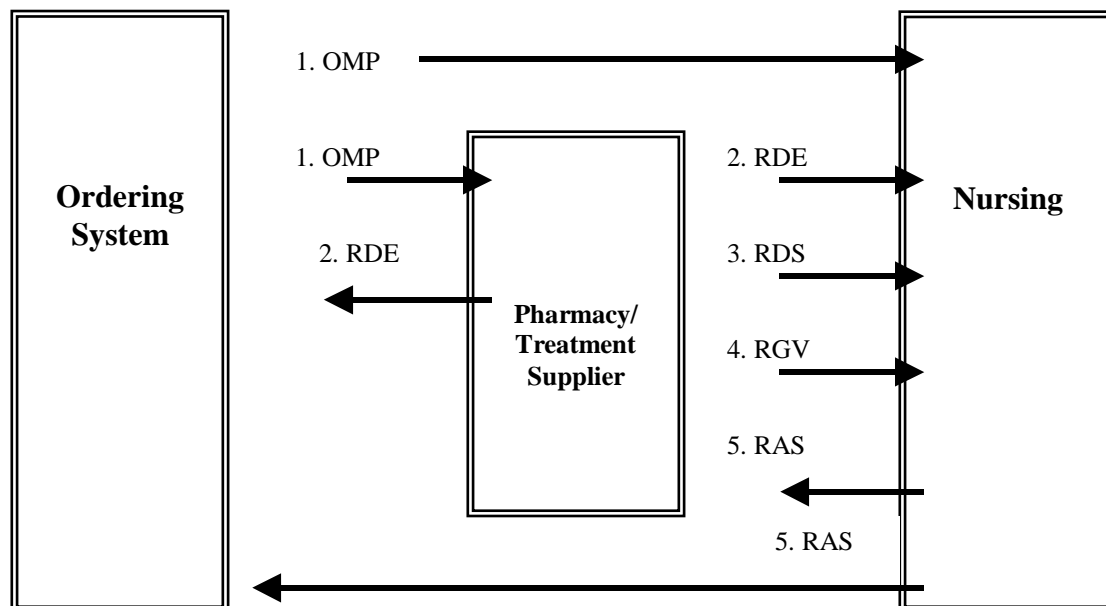 1. OMP
1. OMP
2. RDE
Ordering
System
Nursing
2. RDE
3. RDS
Pharmacy/
Treatment
Supplier
4. RGV
5. RAS
5. RAS